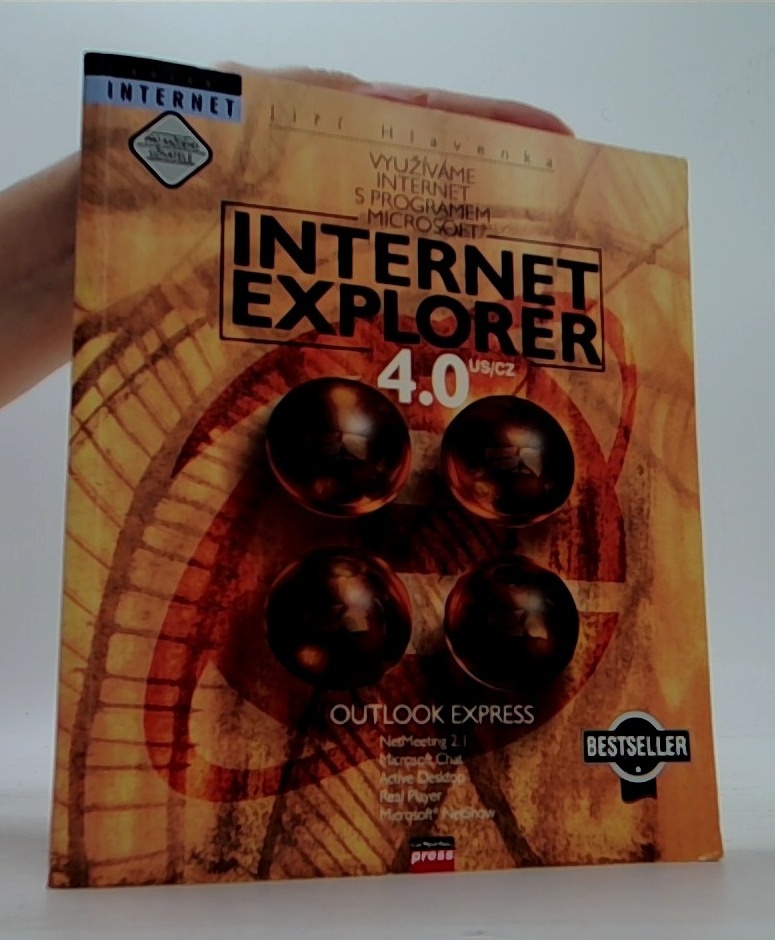 INTERNET
Jiří Hlavenka
VYUŽÍVÁME
INTERNET
S PROGRAMEM
MICROSOFT®
INTERNET
EXPLORER
4.0 US/CZ
OUTLOOK EXPRESS
NetMeeting 2.1
Microsoft Chat
Active Desktop
Real Player
Microsoft® NetShow
BESTSELLER
press